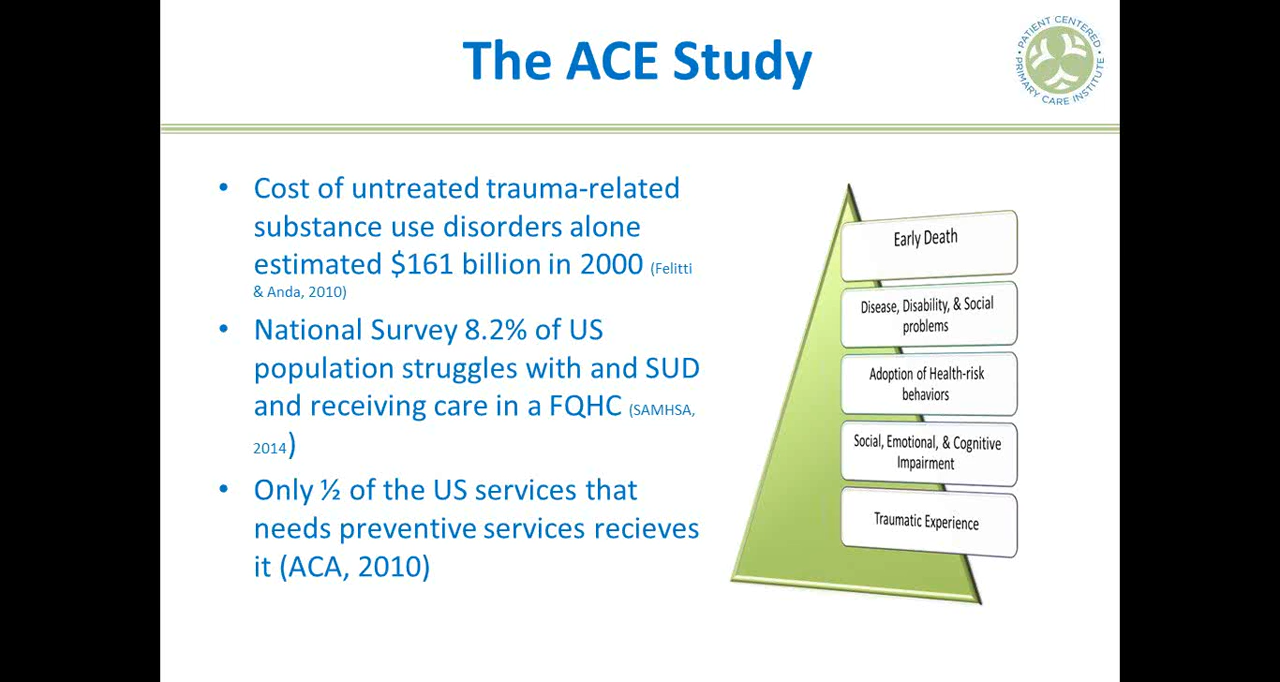 The ACE Study
PATIENT CENTERED
PRIMARY CARE INSTITUTE
• Cost of untreated trauma-related
substance use disorders alone
estimated $161 billion in 2000 (Felitti
& Anda, 2010)
• National Survey 8.2% of US
population struggles with and SUD
and receiving care in a FQHC (SAMHSA,
2014)
• Only ½ of the US services that
needs preventive services recieves
it (ACA, 2010)
Early Death
Disease, Disability, & Social
problems
Adoption of Health-risk
behaviors
Social, Emotional, & Cognitive
Impairment
Traumatic Experience